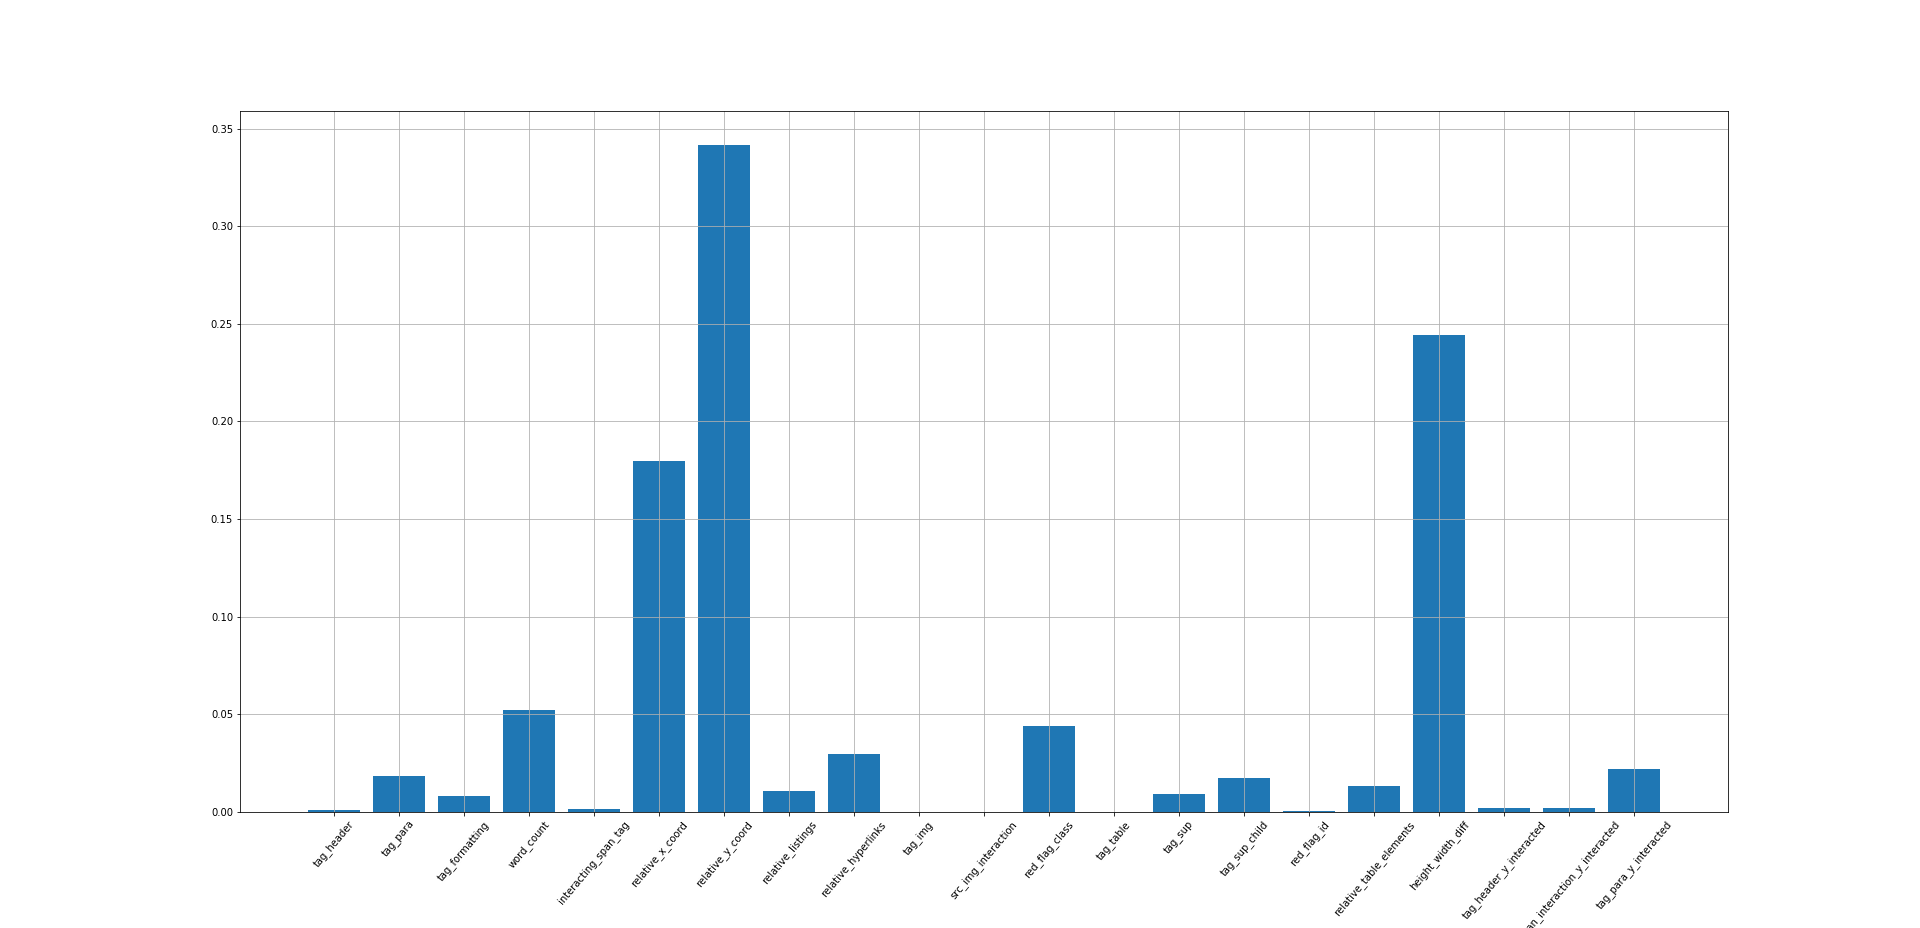 0.35
0.30
0.25
0.20
0.15
0.10
0.05
0.00
tag_header
tag_para
tag_formatting
word_count
interacting_span_tag
relative_x_coord
relative_y_coord
relative_listings
relative_hyperlinks
tag_img
src_img_interaction
red_flag_class
tag_table
tag_sup
tag_sup_child
red_flag_id
relative_table_elements
height_width_diff
tag_header_y_interacted
an_interaction_y_interacted
tag_para_y_interacted